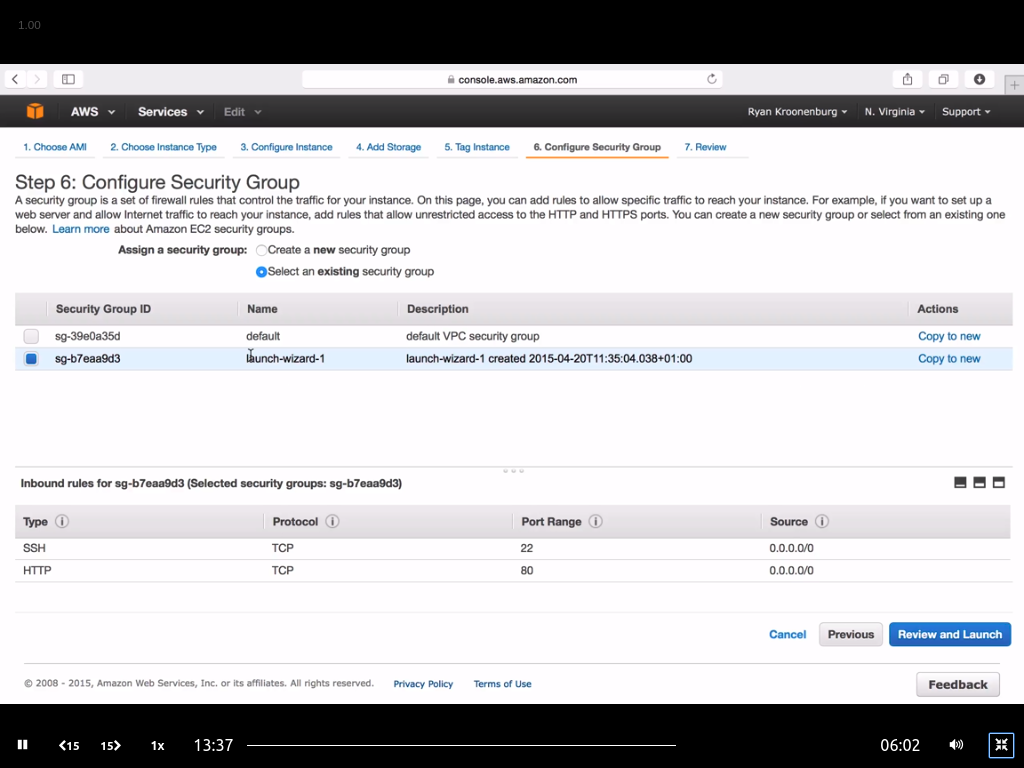 1.00
console.aws.amazon.com
AWS Services Edit Ryan Kroonenburg N. Virginia Support
1. Choose AMI 2. Choose Instance Type 3. Configure Instance 4. Add Storage 5. Tag Instance 6. Configure Security Group 7. Review
Step 6: Configure Security Group
A security group is a set of firewall rules that control the traffic for your instance. On this page, you can add rules to allow specific traffic to reach your instance. For example, if you want to set up a
web server and allow Internet traffic to reach your instance, add rules that allow unrestricted access to the HTTP and HTTPS ports. You can create a new security group or select from an existing one
below. Learn more about Amazon EC2 security groups.
Assign a security group: Create a new security group
Select an existing security group
Security Group ID Name Description Actions
sg-39e0a35d default default VPC security group Copy to new
sg-b7eaa9d3 launch-wizard-1 launch-wizard-1 created 2015-04-20T11:35:04.038+01:00 Copy to new
Inbound rules for sg-b7eaa9d3 (Selected security groups: sg-b7eaa9d3)
Type Protocol Port Range Source
SSH TCP 22 0.0.0.0/0
HTTP TCP 80 0.0.0.0/0
Cancel Previous Review and Launch
© 2008 - 2015, Amazon Web Services, Inc. or its affiliates. All rights reserved. Privacy Policy Terms of Use Feedback
15 15 1x 13:37 06:02